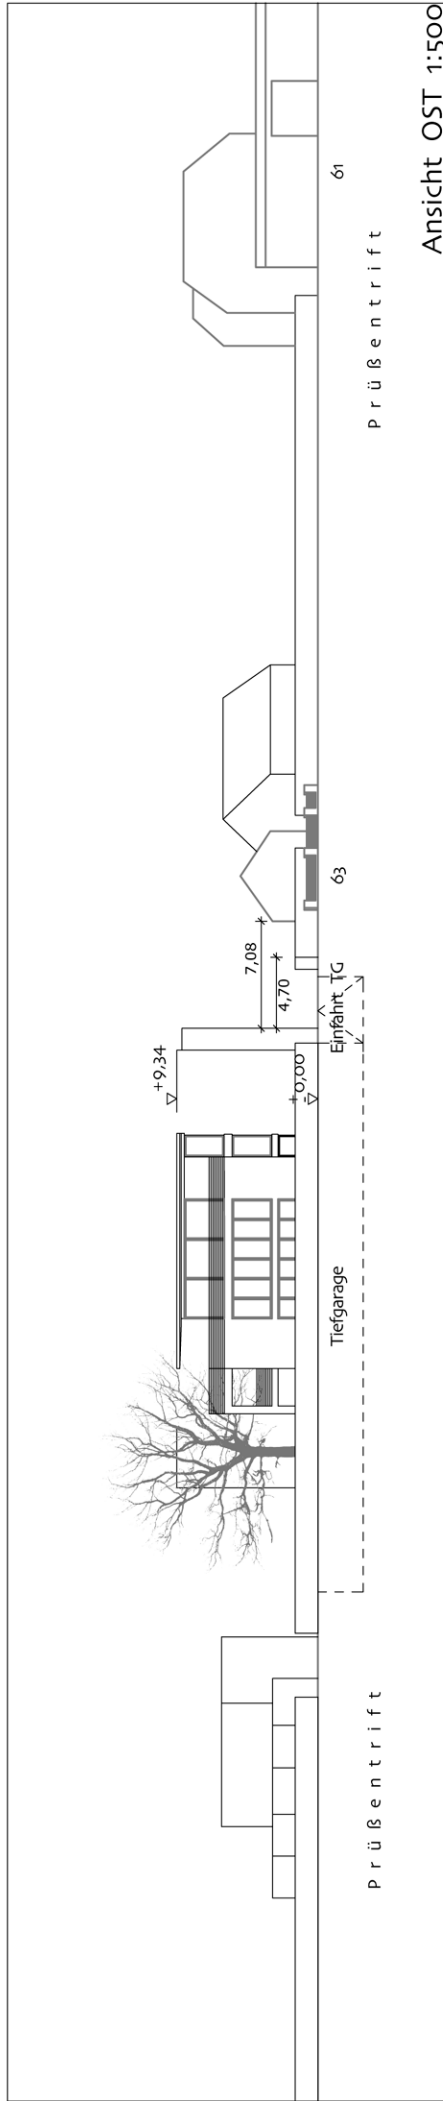 +9,34
7,08
4,70
±0,00
Tiefgarage
Einfahrt TG
63
61
Prüßentrift
Prüßentrift
Ansicht OST 1:500